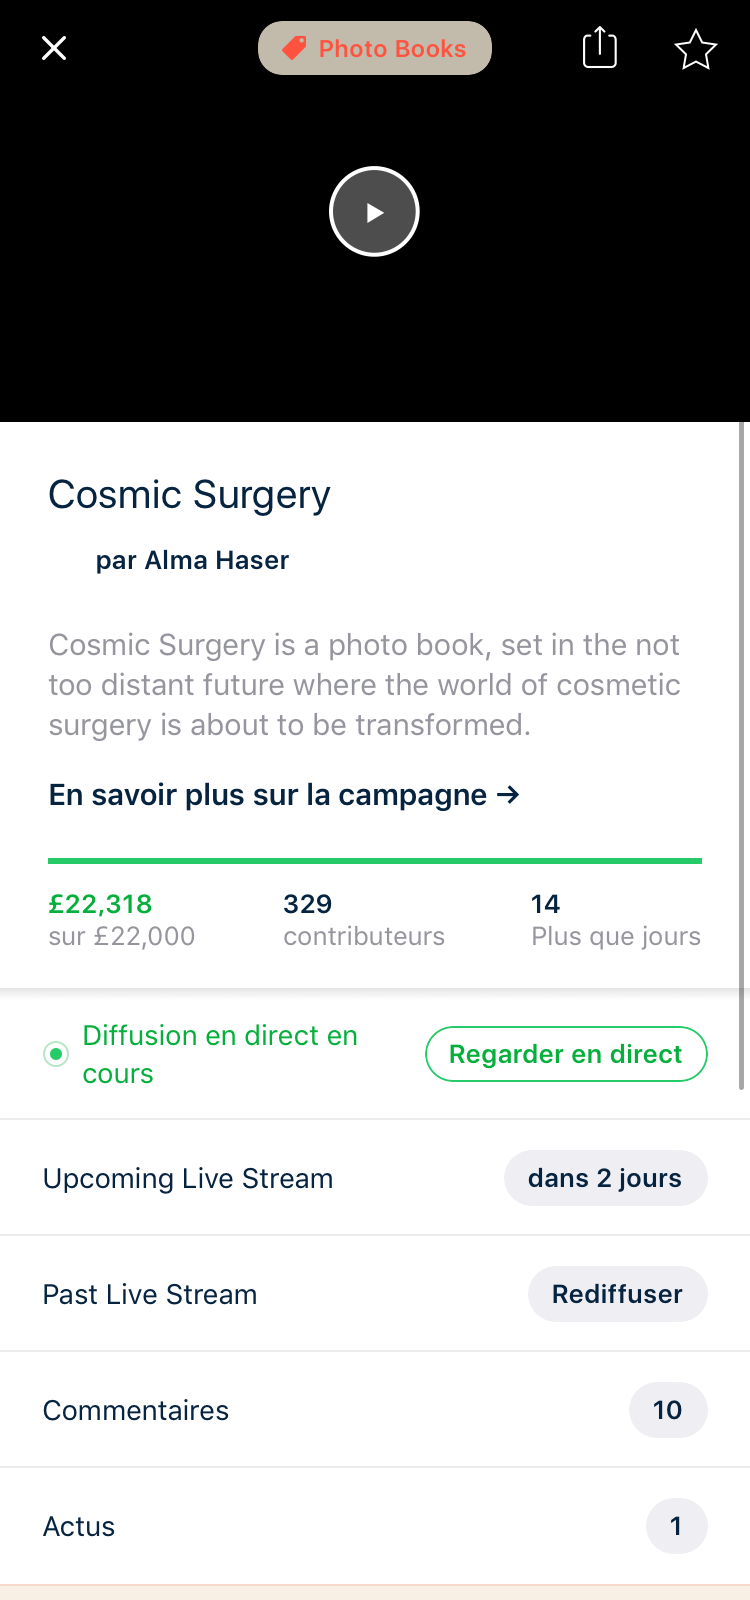 Photo Books
Cosmic Surgery
par Alma Haser
Cosmic Surgery is a photo book, set in the not
too distant future where the world of cosmetic
surgery is about to be transformed.
En savoir plus sur la campagne →
£22,318
sur £22,000
329
contributeurs
14
Plus que jours
Diffusion en direct en
cours
Regarder en direct
Upcoming Live Stream
dans 2 jours
Past Live Stream
Rediffuser
Commentaires
10
Actus
1